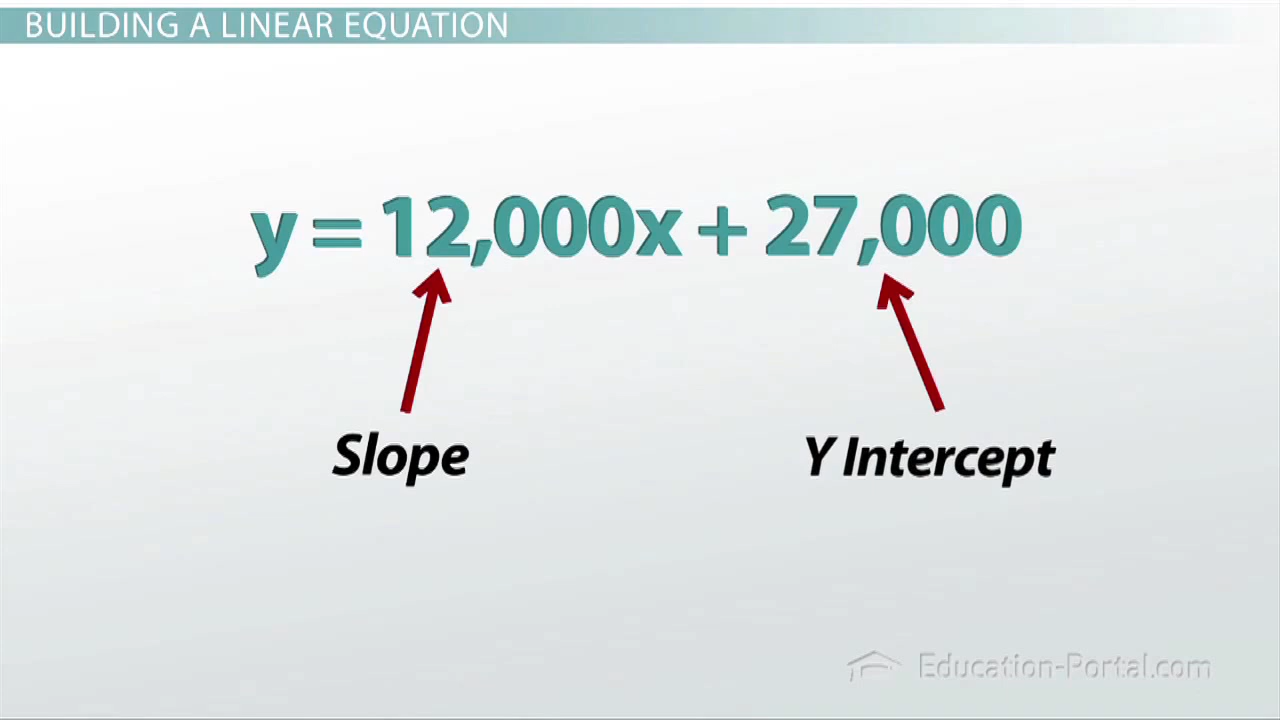 BUILDING A LINEAR EQUATION
y = 12,000x + 27,000
Slope
Y Intercept
Education-Portal.com